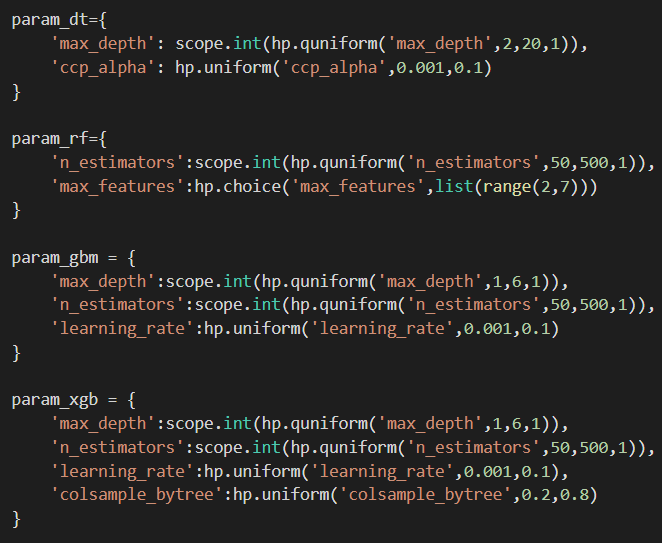 param_dt={
    'max_depth': scope.int(hp.quniform('max_depth',2,20,1)),
    'ccp_alpha': hp.uniform('ccp_alpha',0.001,0.1)
}

param_rf={
    'n_estimators':scope.int(hp.quniform('n_estimators',50,500,1)),
    'max_features':hp.choice('max_features',list(range(2,7)))
}

param_gbm = {
    'max_depth':scope.int(hp.quniform('max_depth',1,6,1)),
    'n_estimators':scope.int(hp.quniform('n_estimators',50,500,1)),
    'learning_rate':hp.uniform('learning_rate',0.001,0.1)
}

param_xgb = {
    'max_depth':scope.int(hp.quniform('max_depth',1,6,1)),
    'n_estimators':scope.int(hp.quniform('n_estimators',50,500,1)),
    'learning_rate':hp.uniform('learning_rate',0.001,0.1),
    'colsample_bytree':hp.uniform('colsample_bytree',0.2,0.8)
}